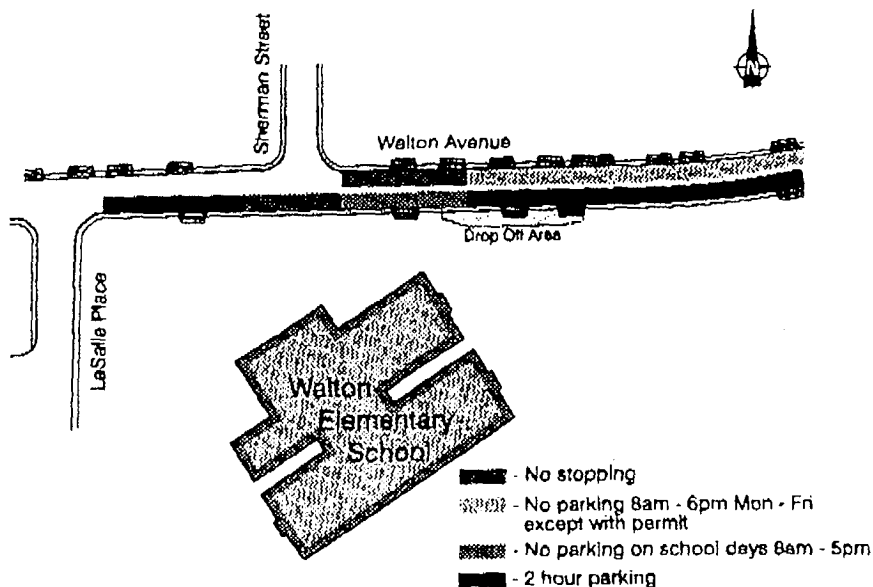 Sherman Street
N
Walton Avenue
Drop Off Area
LaSalle Place
Walton
Elementary
School
- No stopping
- No parking 8am - 6pm Mon - Fri
except with permit
- No parking on school days 8am - 5pm
- 2 hour parking